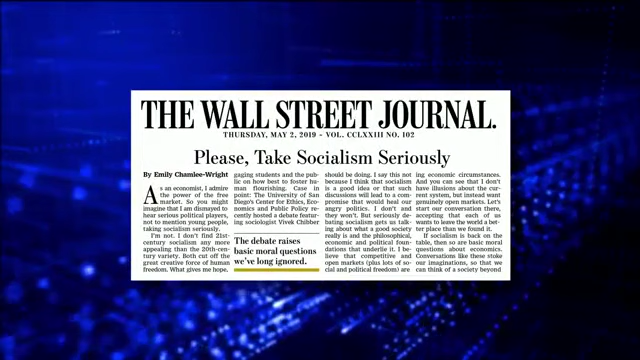 THE WALL STREET JOURNAL.
THURSDAY, MAY 2, 2019 - VOL. CCLXXIII NO. 102
Please, Take Socialism Seriously
By Emily Chamlee-Wright
As an economist, I admire
the power of the free
market. So you might
imagine that I am dismayed to
hear serious political players,
not to mention young people,
taking socialism seriously.
I'm not. I don't find 21st-
century socialism any more
appealing than the 20th-cen-
tury variety. Both cut off the
great creative force of human
freedom. What gives me hope,
gaging students and the pub-
lic on how best to foster hu-
man flourishing. Case in
point: The University of San
Diego's Center for Ethics, Eco-
nomics and Public Policy re-
cently hosted a debate featur-
ing sociologist Vivek Chibber
The debate raises
basic moral questions
we've long ignored.
should be doing. I say this not
because I think that socialism
is a good idea or that such
discussions will lead to a com-
promise that would heal our
angry politics. I don't and
they won't. But seriously de-
bating socialism gets us talk-
ing about what a good society
really is and the philosophical,
economic and political founda-
tions that underlie it. I be-
lieve that competitive and
open markets (plus lots of so-
cial and political freedom) are
ing economic circumstances.
And you can see that I don't
have illusions about the cur-
rent system, but instead want
genuinely open markets. Let's
start our conversation there,
accepting that each of us
wants to leave the world a bet-
ter place than we found it.
If socialism is back on the
table, then so are basic moral
questions about economics.
Conversations like these stoke
our imaginations, so that we
can think of a society beyond